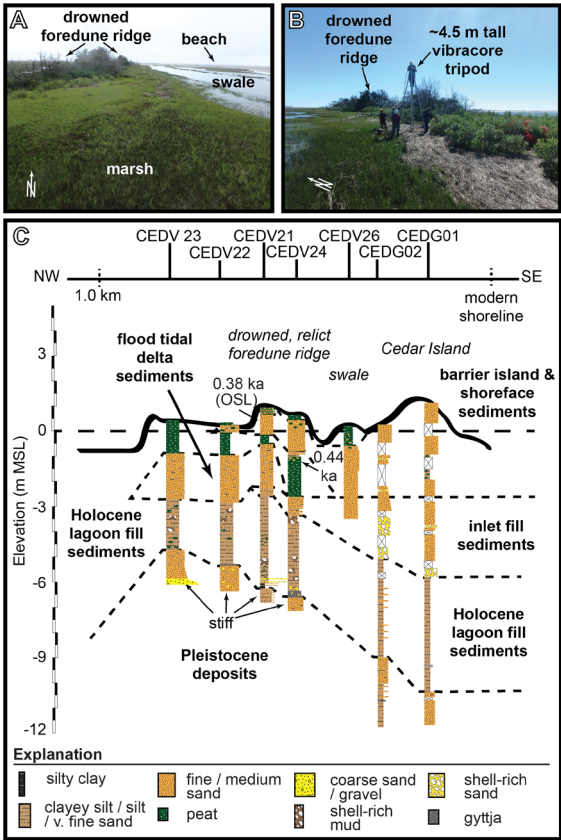 A
drowned
foredune ridge
beach
swale
marsh
N
B
drowned
foredune
ridge
~4.5 m tall
vibracore
tripod
N
C
CEDV 23
CEDV21
CEDV26
CEDG01
CEDV22
CEDV24
CEDG02
NW
SE
1.0 km
modern
shoreline
3
0
-3
-6
-9
-12
Elevation (m MSL)
flood tidal
delta
sediments
drowned, relict
foredune ridge
swale
Cedar Island
0.38 ka
(OSL)
0.44
ka
barrier island &
shoreface
sediments
Holocene
lagoon fill
sediments
inlet fill
sediments
stiff
Pleistocene
deposits
Holocene
lagoon fill
sediments
Explanation
silty clay
fine / medium
sand
coarse sand
/ gravel
shell-rich
sand
clayey silt / silt
/ v. fine sand
peat
shell-rich
mud
gyttja